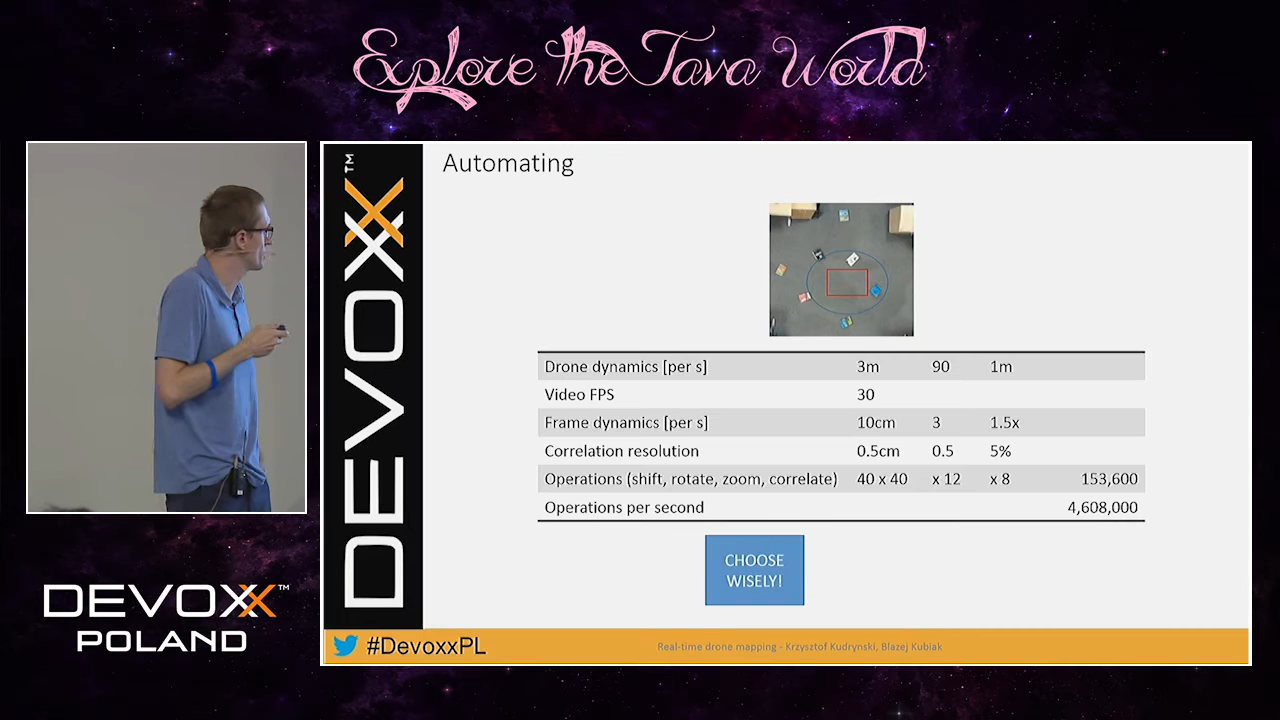 Explore the Java World
DEVOXX™
Automating
Drone dynamics [per s] 3m 90 1m
Video FPS 30
Frame dynamics [per s] 10cm 3 1.5x
Correlation resolution 0.5cm 0.5 5%
Operations (shift, rotate, zoom, correlate) 40 x 40 x 12 x 8 153,600
Operations per second 4,608,000
CHOOSE
WISELY!
DEVOXX™
POLAND
#DevoxxPL
Real-time drone mapping - Krzysztof Kudrynski, Blazej Kubiak